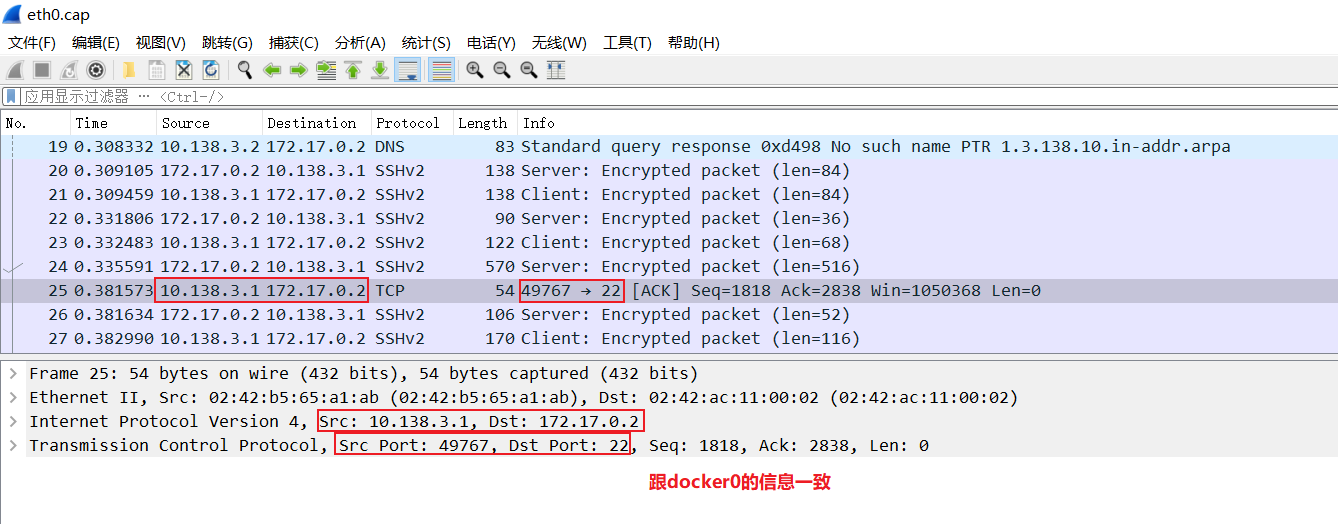 eth0.cap
文件(F) 编辑(E) 视图(V) 跳转(G) 捕获(C) 分析(A) 统计(S) 电话(Y) 无线(W) 工具(T) 帮助(H)
应用显示过滤器 … <Ctrl-/>
No. Time Source Destination Protocol Length Info
19 0.308332 10.138.3.2 172.17.0.2 DNS 83 Standard query response 0xd498 No such name PTR 1.3.138.10.in-addr.arpa
20 0.309105 172.17.0.2 10.138.3.1 SSHv2 138 Server: Encrypted packet (len=84)
21 0.309459 10.138.3.1 172.17.0.2 SSHv2 138 Client: Encrypted packet (len=84)
22 0.331806 172.17.0.2 10.138.3.1 SSHv2 90 Server: Encrypted packet (len=36)
23 0.332483 10.138.3.1 172.17.0.2 SSHv2 122 Client: Encrypted packet (len=68)
24 0.335591 172.17.0.2 10.138.3.1 SSHv2 570 Server: Encrypted packet (len=516)
25 0.381573 10.138.3.1 172.17.0.2 TCP 54 49767 → 22 [ACK] Seq=1818 Ack=2838 Win=1050368 Len=0
26 0.381634 172.17.0.2 10.138.3.1 SSHv2 106 Server: Encrypted packet (len=52)
27 0.382990 10.138.3.1 172.17.0.2 SSHv2 170 Client: Encrypted packet (len=116)
Frame 25: 54 bytes on wire (432 bits), 54 bytes captured (432 bits)
Ethernet II, Src: 02:42:b5:65:a1:ab (02:42:b5:65:a1:ab), Dst: 02:42:ac:11:00:02 (02:42:ac:11:00:02)
Internet Protocol Version 4, Src: 10.138.3.1, Dst: 172.17.0.2
Transmission Control Protocol, Src Port: 49767, Dst Port: 22, Seq: 1818, Ack: 2838, Len: 0
跟docker0的信息一致